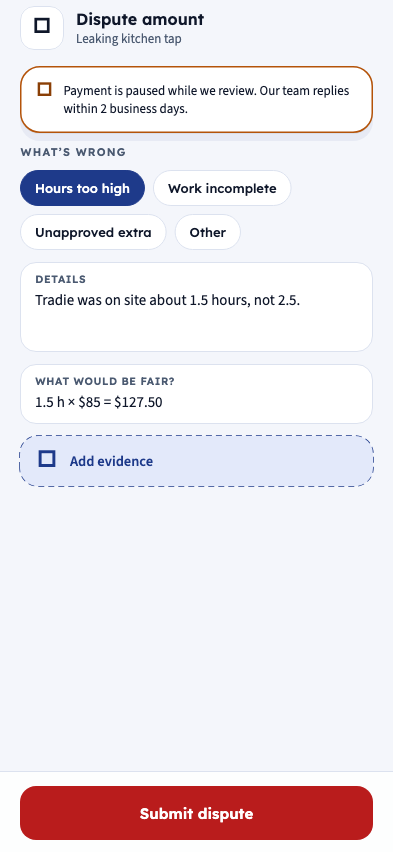 Dispute amount
Leaking kitchen tap
Payment is paused while we review. Our team replies
within 2 business days.
WHAT'S WRONG
Hours too high
Work incomplete
Unapproved extra
Other
DETAILS
Tradie was on site about 1.5 hours, not 2.5.
WHAT WOULD BE FAIR?
1.5 h × $85 = $127.50
Add evidence
Submit dispute